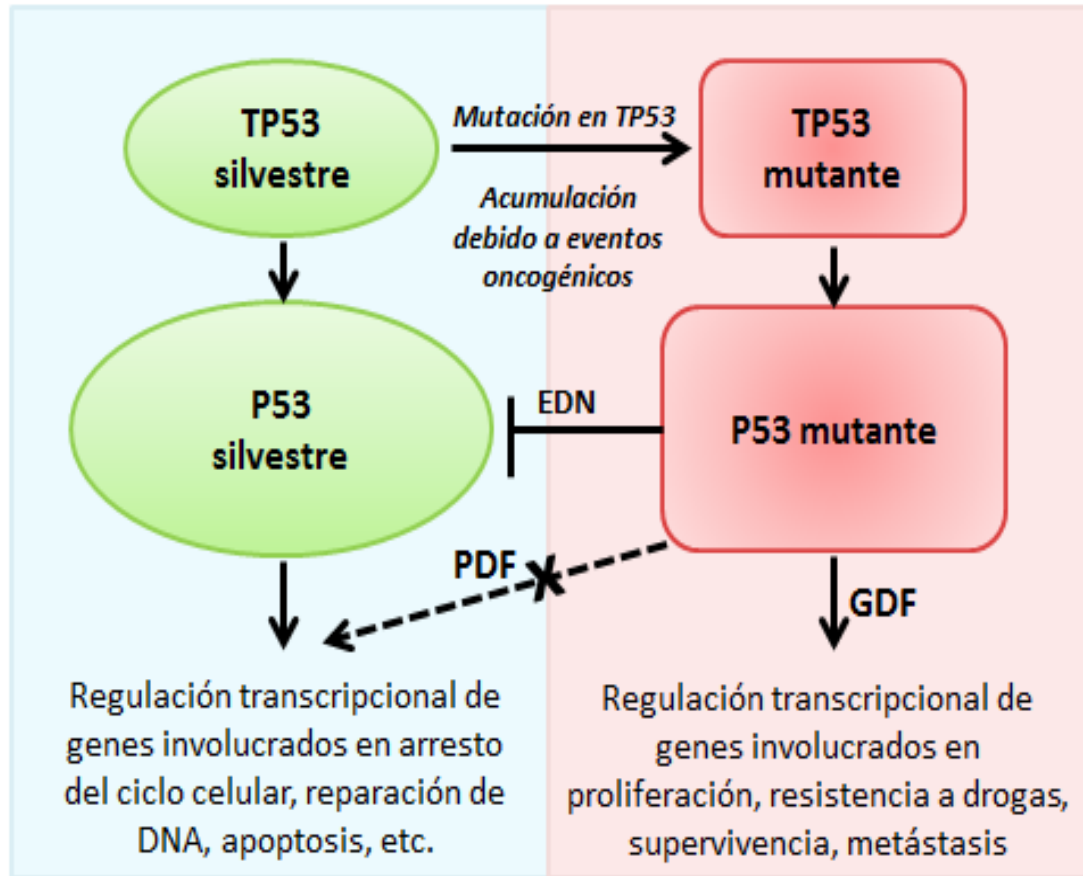 TP53
silvestre
Mutación en TP53
TP53
mutante
Acumulación
debido a eventos
oncogénicos
P53
silvestre
EDN
P53 mutante
PDF
X
GDF
Regulación transcripcional de
genes involucrados en arresto
del ciclo celular, reparación de
DNA, apoptosis, etc.
Regulación transcripcional de
genes involucrados en
proliferación, resistencia a drogas,
supervivencia, metástasis